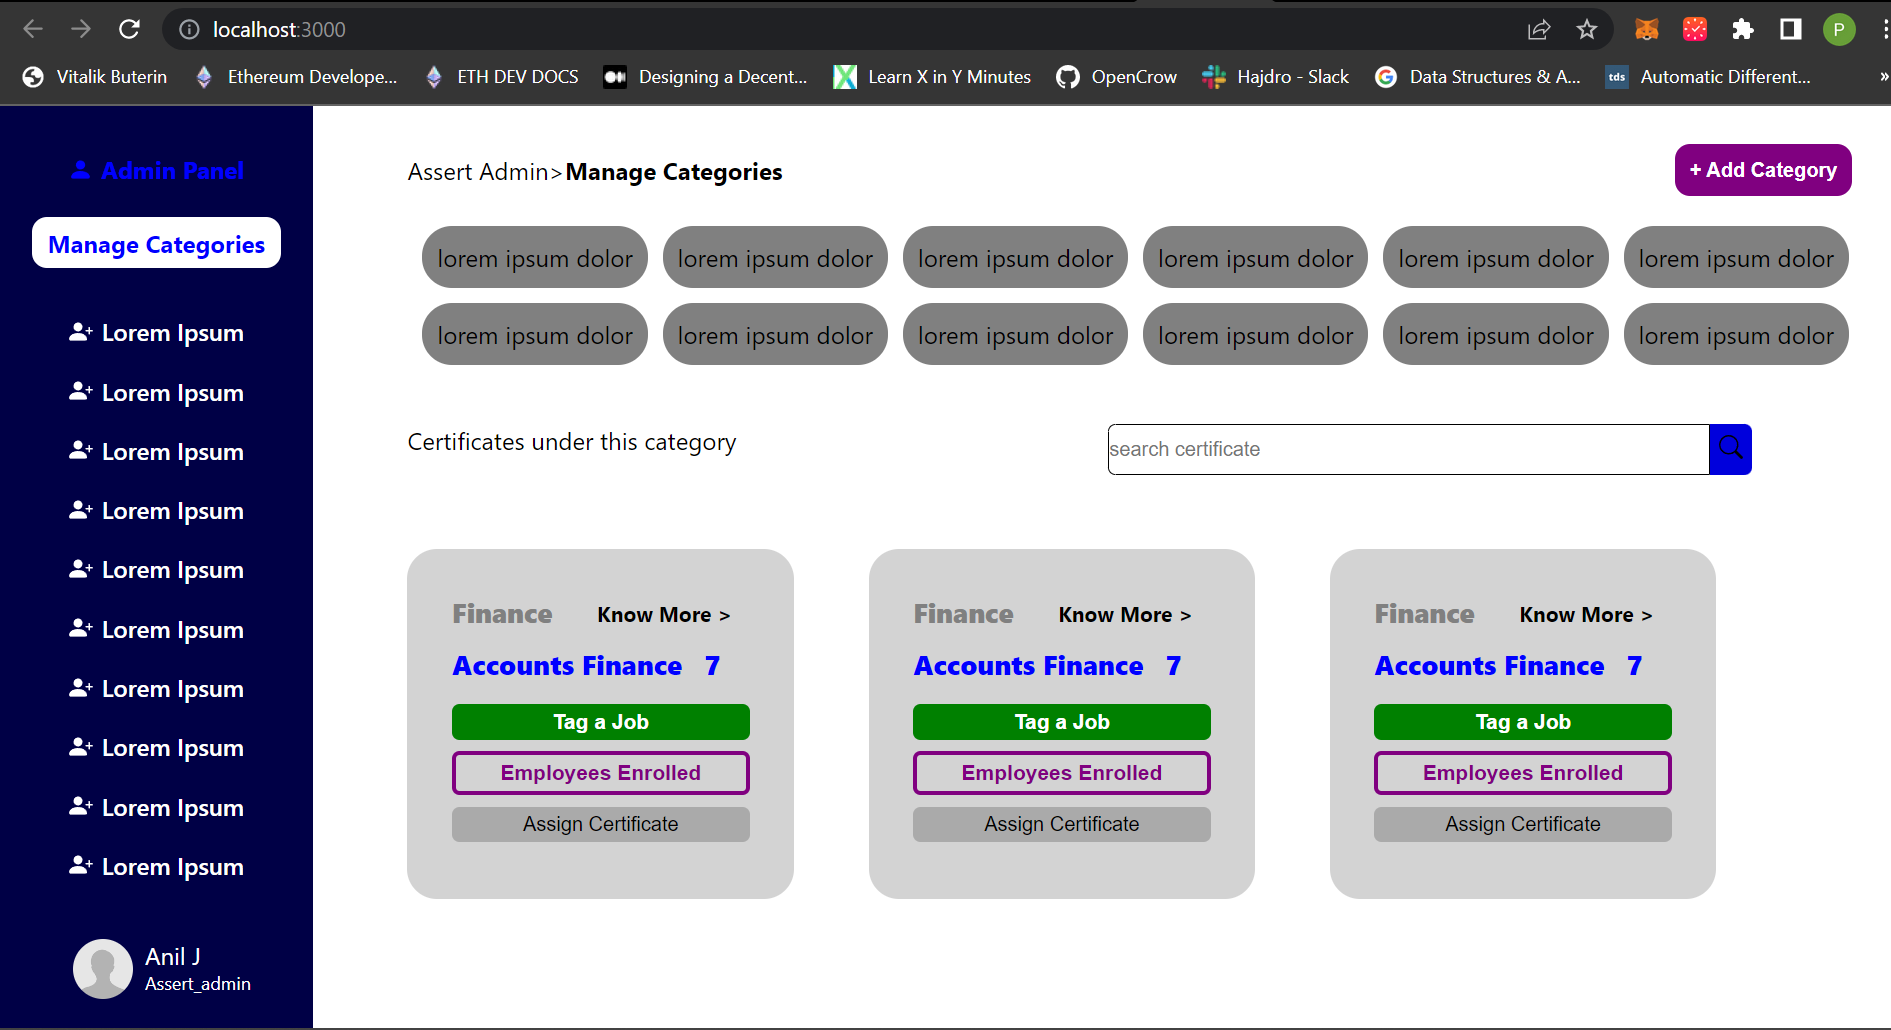 localhost:3000
P
Vitalik Buterin
Ethereum Develope...
ETH DEV DOCS
Designing a Decent...
Learn X in Y Minutes
OpenCrow
Hajdro - Slack
Data Structures & A...
tds
Automatic Different...
»
Admin Panel
Manage Categories
Lorem Ipsum
Lorem Ipsum
Lorem Ipsum
Lorem Ipsum
Lorem Ipsum
Lorem Ipsum
Lorem Ipsum
Lorem Ipsum
Lorem Ipsum
Lorem Ipsum
Anil J
Assert_admin
Assert Admin>Manage Categories
+ Add Category
lorem ipsum dolor lorem ipsum dolor lorem ipsum dolor lorem ipsum dolor lorem ipsum dolor lorem ipsum dolor
lorem ipsum dolor lorem ipsum dolor lorem ipsum dolor lorem ipsum dolor lorem ipsum dolor lorem ipsum dolor
Certificates under this category
search certificate
Finance Know More >
Accounts Finance 7
Tag a Job
Employees Enrolled
Assign Certificate
Finance Know More >
Accounts Finance 7
Tag a Job
Employees Enrolled
Assign Certificate
Finance Know More >
Accounts Finance 7
Tag a Job
Employees Enrolled
Assign Certificate